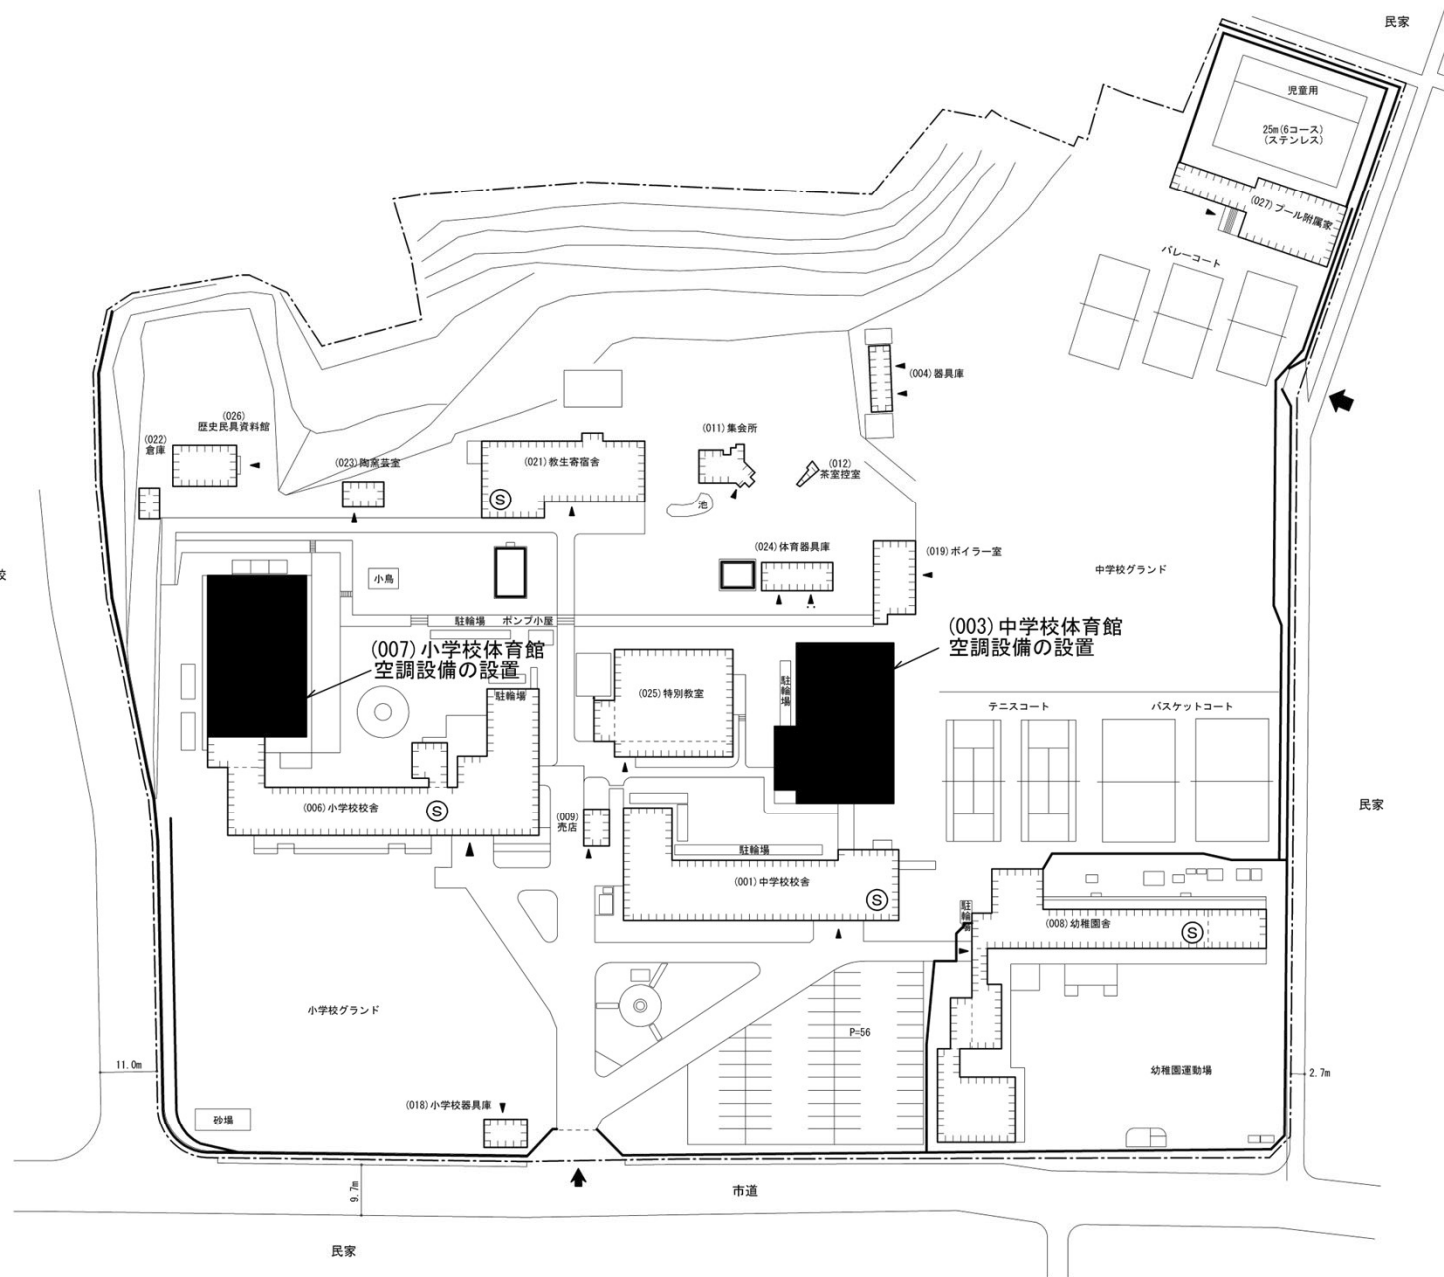 民家
児童用
25m(6コース)
(ステンレス)
(027)プール附属家
バレーコート
(004)器具庫
(026)
歴史民具資料館
(022)
倉庫
(023)陶窯芸室
(021)教生寄宿舎
S
(011)集会所
(012)
茶室控室
池
(024)体育器具庫
(019)ボイラー室
中学校グランド
校
小鳥
駐輪場
ポンプ小屋
(007)小学校体育館
空調設備の設置
(003)中学校体育館
空調設備の設置
駐輪場
(025)特別教室
駐輪場
テニスコート
バスケットコート
(006)小学校校舎
S
(009)
売店
駐輪場
(001)中学校校舎
S
民家
駐輪場
(008)幼稚園舎
S
小学校グランド
P=56
11.0m
幼稚園運動場
2.7m
砂場
(018)小学校器具庫
9.7m
市道
民家